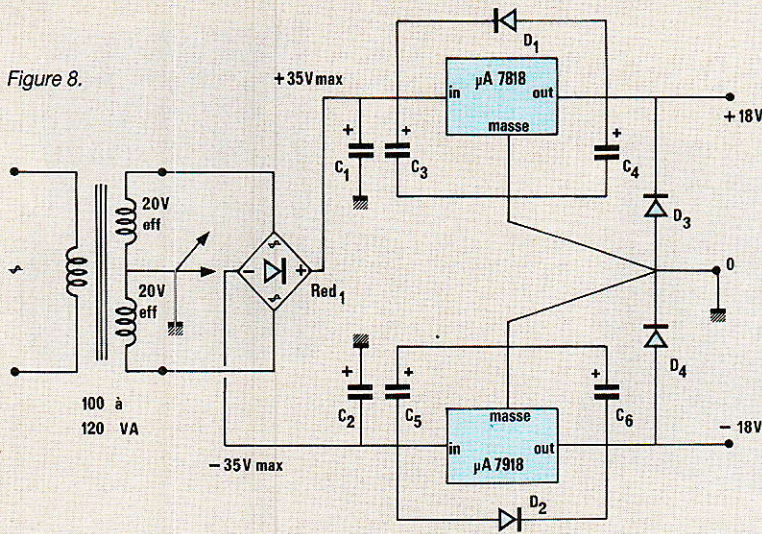 Figure 8.
+35V max
D1
µA 7818
in
out
masse
+18V
C1
C3
C4
D3
20V
eff
20V
eff
Red1
0
D4
100 à
120 VA
C2
C5
C6
masse
in
out
µA 7918
-18V
-35V max
D2